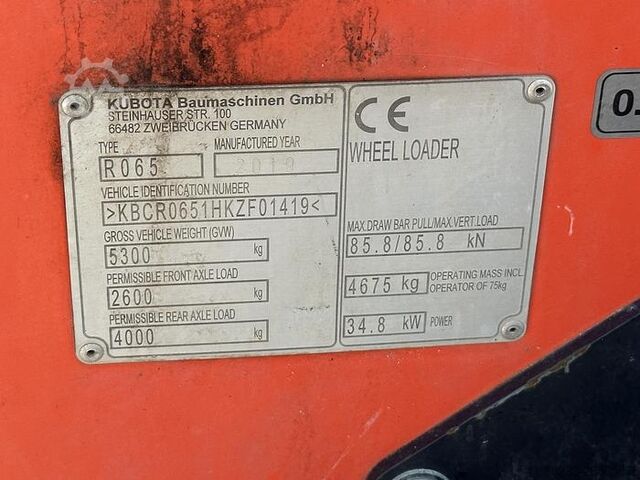 KUBOTA Baumaschinen GmbH
STEINHAUSER STR. 100
66482 ZWEIBRÜCKEN GERMANY
TYPE
R065
MANUFACTURED YEAR
2019
VEHICLE IDENTIFICATION NUMBER
>KBCR0651HKZF01419<
GROSS VEHICLE WEIGHT (GVW)
5300 kg
PERMISSIBLE FRONT AXLE LOAD
2600 kg
PERMISSIBLE REAR AXLE LOAD
4000 kg
CE
WHEEL LOADER
MAX.DRAW BAR PULL/MAX.VERT.LOAD
85.8/85.8 kN
4675 kg OPERATING MASS INCL.
OPERATOR OF 75kg
34.8 kW POWER
0.